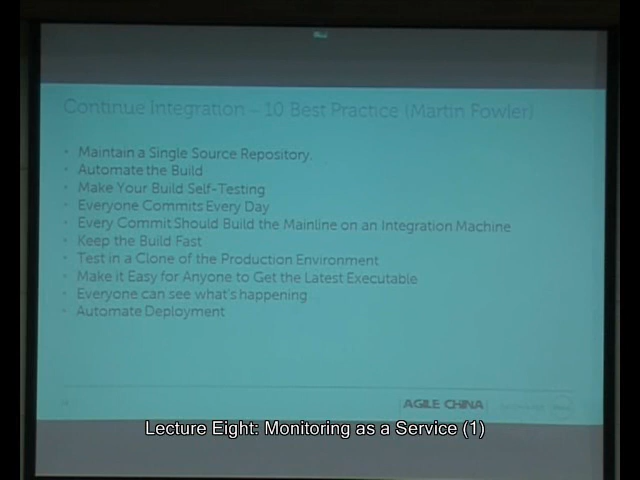 Continue Integration – 10 Best Practice (Martin Fowler)
• Maintain a Single Source Repository.
• Automate the Build
• Make Your Build Self-Testing
• Everyone Commits Every Day
• Every Commit Should Build the Mainline on an Integration Machine
• Keep the Build Fast
• Test in a Clone of the Production Environment
• Make it Easy for Anyone to Get the Latest Executable
• Everyone can see what's happening
• Automate Deployment
AGILE CHINA
Lecture Eight: Monitoring as a Service (1)